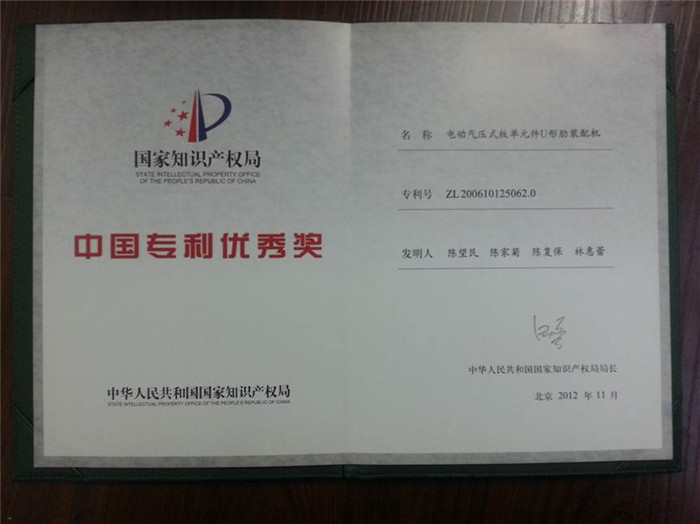 国家知识产权局
STATE INTELLECTUAL PROPERTY OFFICE
OF THE PEOPLE'S REPUBLIC OF CHINA
中国专利优秀奖
中华人民共和国国家知识产权局
STATE INTELLECTUAL PROPERTY OFFICE OF THE PEOPLE'S REPUBLIC OF CHINA
名 称 电动气压式板单元件U形肋装配机
专利号 ZL200610125062.0
发明人 陈望民 陈家菊 陈复保 林惠蕾
中华人民共和国国家知识产权局局长
北京 2012 年 11 月